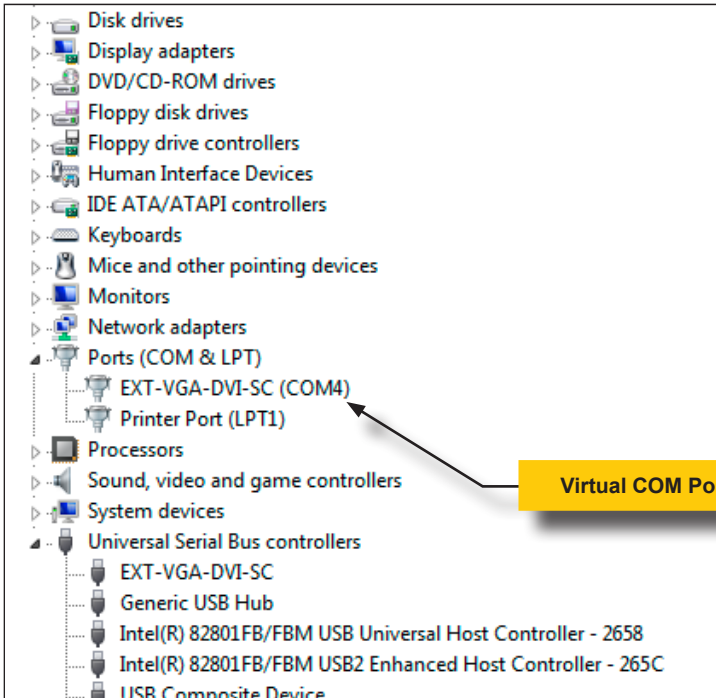 Disk drives
Display adapters
DVD/CD-ROM drives
Floppy disk drives
Floppy drive controllers
Human Interface Devices
IDE ATA/ATAPI controllers
Keyboards
Mice and other pointing devices
Monitors
Network adapters
Ports (COM & LPT)
EXT-VGA-DVI-SC (COM4)
Printer Port (LPT1)
Processors
Sound, video and game controllers
Virtual COM Po
System devices
Universal Serial Bus controllers
EXT-VGA-DVI-SC
Generic USB Hub
Intel(R) 82801FB/FBM USB Universal Host Controller - 2658
Intel(R) 82801FB/FBM USB2 Enhanced Host Controller - 265C
USB Composite Device